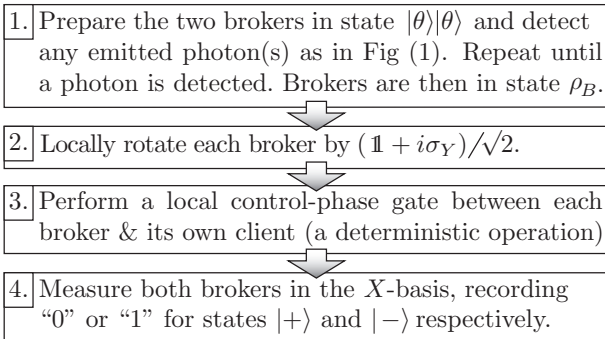 1. Prepare the two brokers in state |θ⟩|θ⟩ and detect
any emitted photon(s) as in Fig (1). Repeat until
a photon is detected. Brokers are then in state ρ_B.
2. Locally rotate each broker by (𝟙 + iσ_Y)/√2.
3. Perform a local control-phase gate between each
broker & its own client (a deterministic operation)
4. Measure both brokers in the X-basis, recording
“0” or “1” for states |+⟩ and |−⟩ respectively.